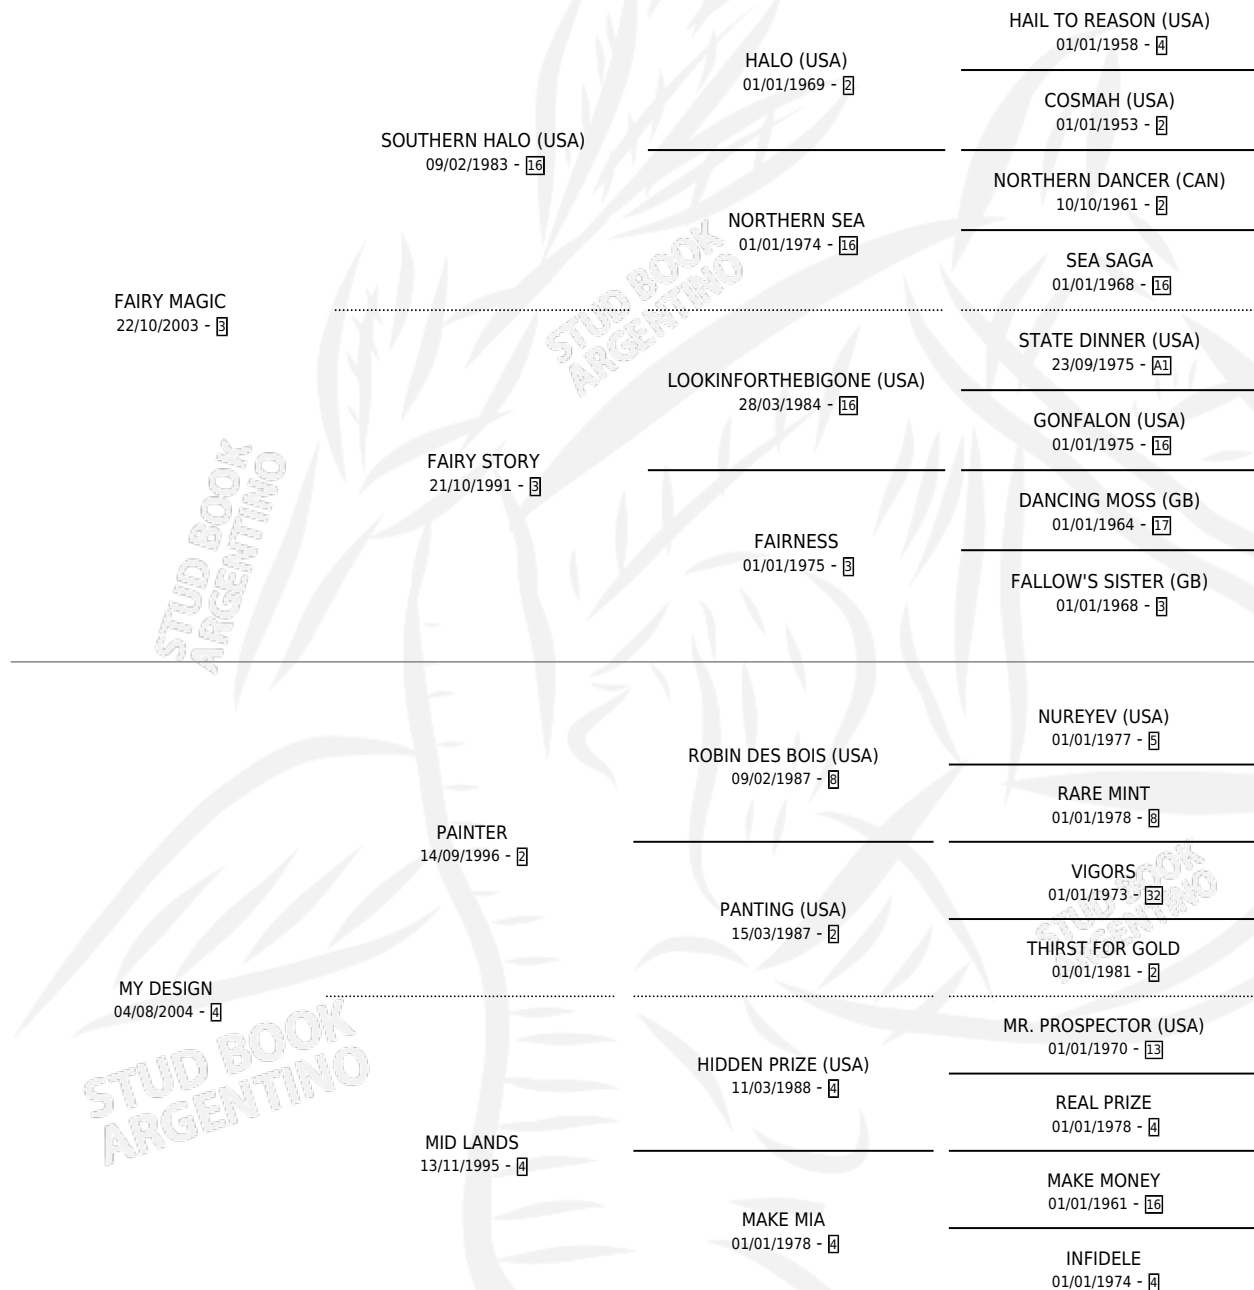 HAIL TO REASON (USA)
01/01/1958 - 4
HALO (USA)
01/01/1969 - 2
COSMAH (USA)
01/01/1953 - 2
SOUTHERN HALO (USA)
09/02/1983 - 16
NORTHERN DANCER (CAN)
10/10/1961 - 2
NORTHERN SEA
01/01/1974 - 16
SEA SAGA
01/01/1968 - 16
FAIRY MAGIC
22/10/2003 - 3
STATE DINNER (USA)
23/09/1975 - A1
LOOKINFORTHEBIGONE (USA)
28/03/1984 - 16
GONFALON (USA)
01/01/1975 - 16
FAIRY STORY
21/10/1991 - 3
DANCING MOSS (GB)
01/01/1964 - 17
FAIRNESS
01/01/1975 - 3
FALLOW'S SISTER (GB)
01/01/1968 - 3
NUREYEV (USA)
01/01/1977 - 5
ROBIN DES BOIS (USA)
09/02/1987 - 8
RARE MINT
01/01/1978 - 8
PAINTER
14/09/1996 - 2
VIGORS
01/01/1973 - 32
PANTING (USA)
15/03/1987 - 2
THIRST FOR GOLD
01/01/1981 - 2
MY DESIGN
04/08/2004 - 4
MR. PROSPECTOR (USA)
01/01/1970 - 13
HIDDEN PRIZE (USA)
11/03/1988 - 4
REAL PRIZE
01/01/1978 - 4
MID LANDS
13/11/1995 - 4
MAKE MONEY
01/01/1961 - 16
MAKE MIA
01/01/1978 - 4
INFIDELE
01/01/1974 - 4
STUD BOOK
ARGENTINO
STUD BOOK
ARGENTINO
STUD BOOK
ARGENTINO
STUD BOOK
ARGENTINO